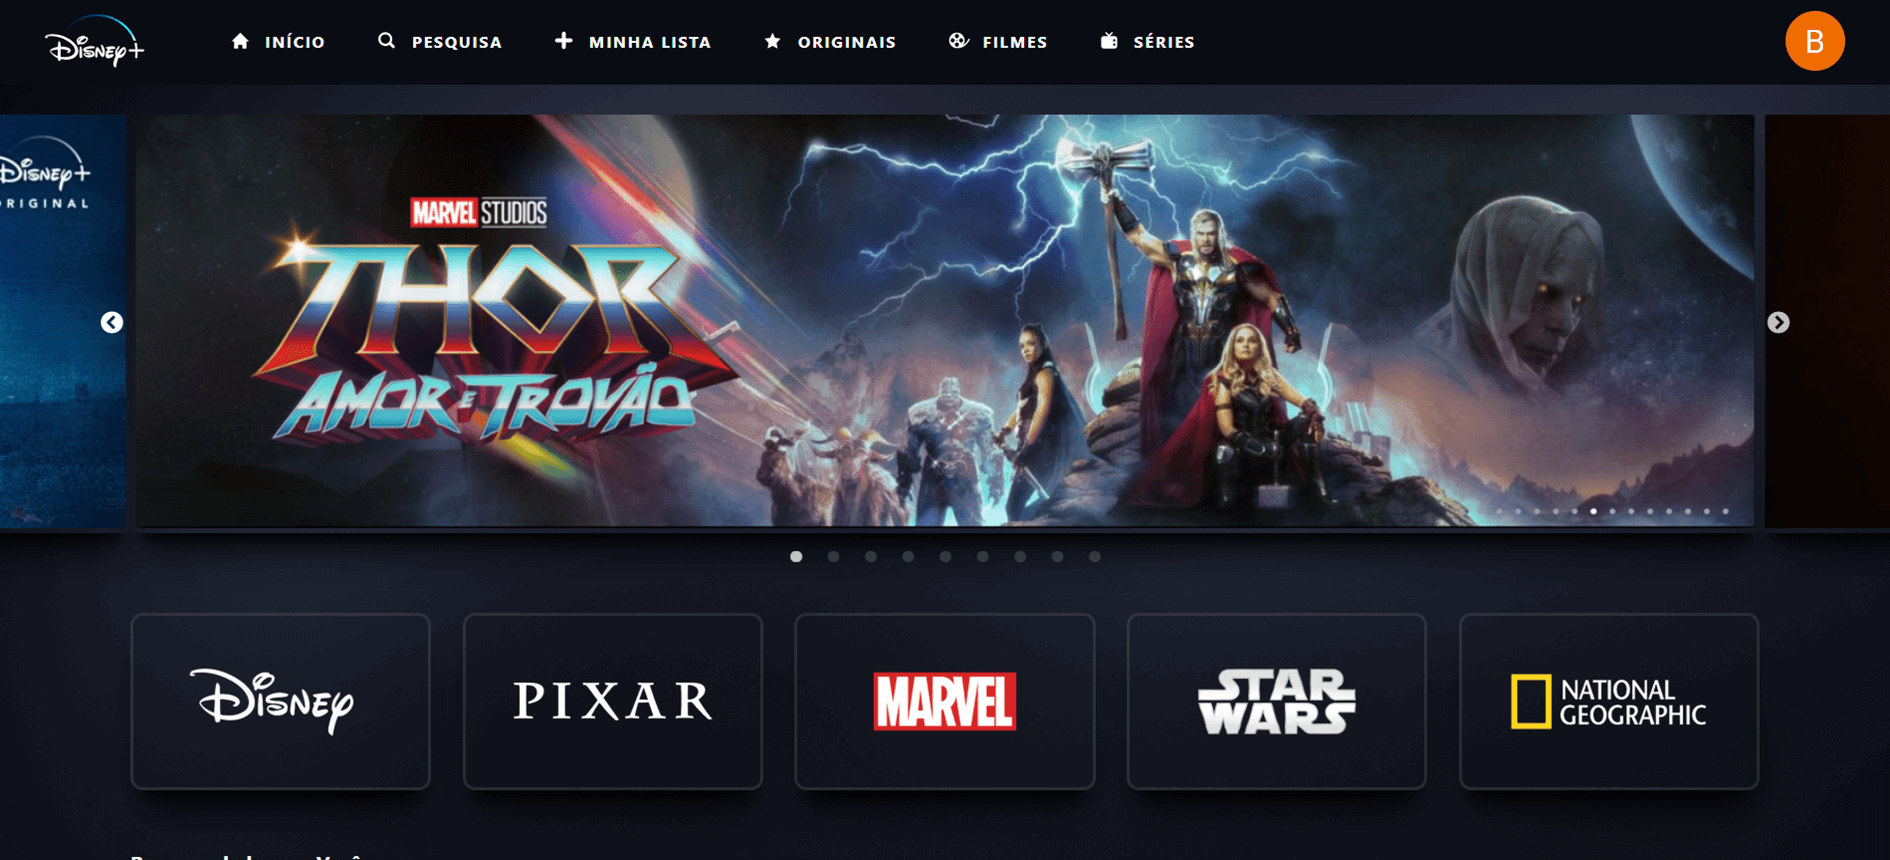 Disney+
INÍCIO
PESQUISA
MINHA LISTA
ORIGINAIS
FILMES
SÉRIES
B
Disney+
ORIGINAL
MARVEL STUDIOS
THOR
AMOR E TROVÃO
Disney
PIXAR
MARVEL
STAR
WARS
NATIONAL
GEOGRAPHIC